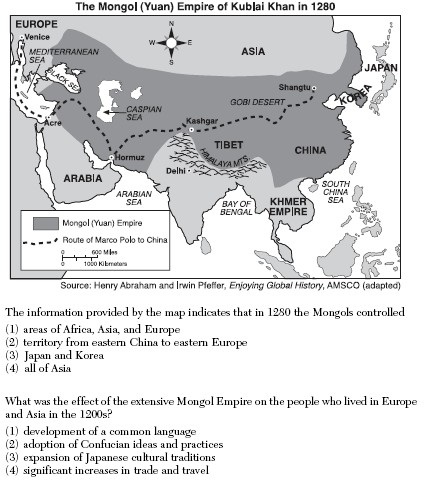 The Mongol (Yuan) Empire of Kublai Khan in 1280
EUROPE
Venice
MEDITERRANEAN
SEA
BLACK SEA
N
W
E
S
ASIA
JAPAN
Shangtu
KOREA
GOBI DESERT
CASPIAN
SEA
Acre
Kashgar
TIBET
CHINA
HIMALAYA MTS.
Hormuz
Delhi
ARABIA
ARABIAN
SEA
BAY OF
BENGAL
KHMER
EMPIRE
SOUTH
CHINA
SEA
Mongol (Yuan) Empire
Route of Marco Polo to China
0 600 Miles
0 1000 Kilometers
Source: Henry Abraham and Irwin Pfeffer, Enjoying Global History, AMSCO (adapted)
The information provided by the map indicates that in 1280 the Mongols controlled
(1) areas of Africa, Asia, and Europe
(2) territory from eastern China to eastern Europe
(3) Japan and Korea
(4) all of Asia
What was the effect of the extensive Mongol Empire on the people who lived in Europe
and Asia in the 1200s?
(1) development of a common language
(2) adoption of Confucian ideas and practices
(3) expansion of Japanese cultural traditions
(4) significant increases in trade and travel